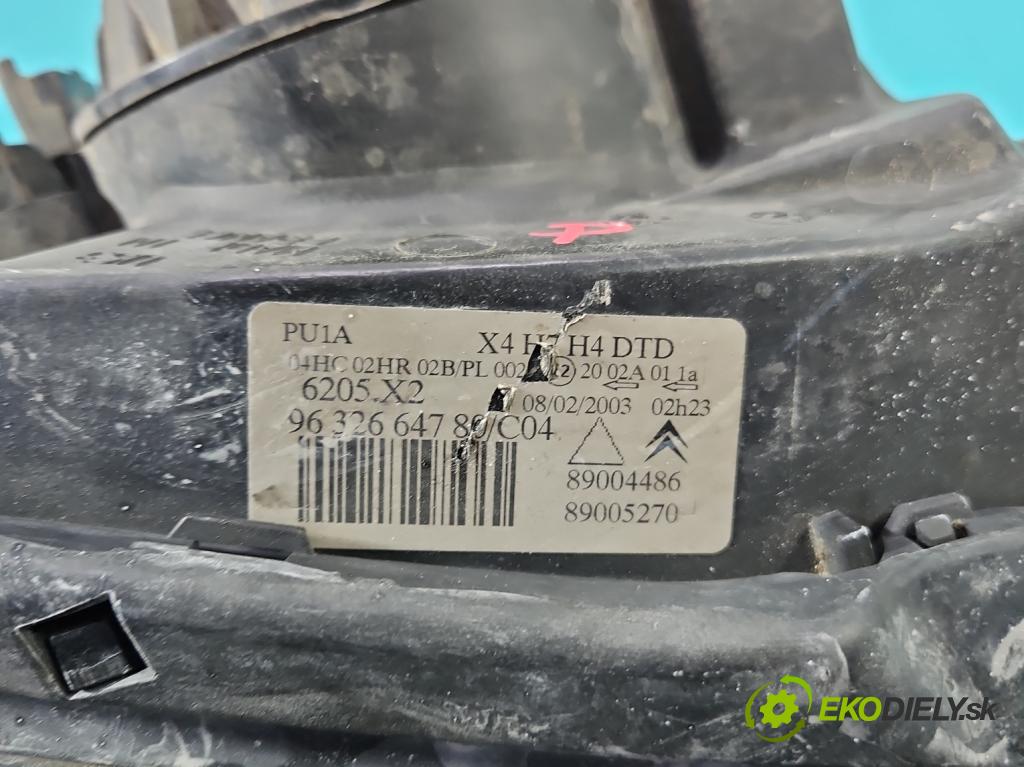 PU1A X4 H7 H4 DTD
04HC 02HR 02B/PL 20 02A 01 1a
6205.X2 08/02/2003 02h23
96 326 647 80/C04
89004486
89005270
EKODIELY.sk